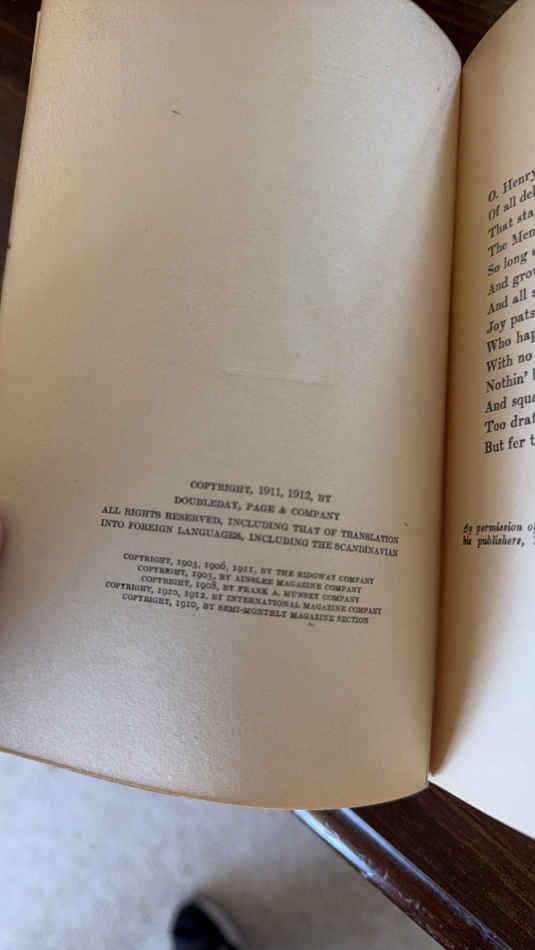 COPYRIGHT, 1911, 1912, BY
DOUBLEDAY, PAGE & COMPANY
ALL RIGHTS RESERVED, INCLUDING THAT OF TRANSLATION
INTO FOREIGN LANGUAGES, INCLUDING THE SCANDINAVIAN
COPYRIGHT, 1905, 1906, 1911, BY THE RIDGWAY COMPANY
COPYRIGHT, 1905, BY AINSLEE MAGAZINE COMPANY
COPYRIGHT, 1908, BY FRANK A. MUNSEY COMPANY
COPYRIGHT, 1910, 1912, BY INTERNATIONAL MAGAZINE COMPANY
COPYRIGHT, 1910, BY SEMI-MONTHLY MAGAZINE SECTION
O. Henry
Of all
That
The
So long
And
And all
Joy pats
Who
With no
Nothin'
And
Too
But fer
By permission of
his publishers,